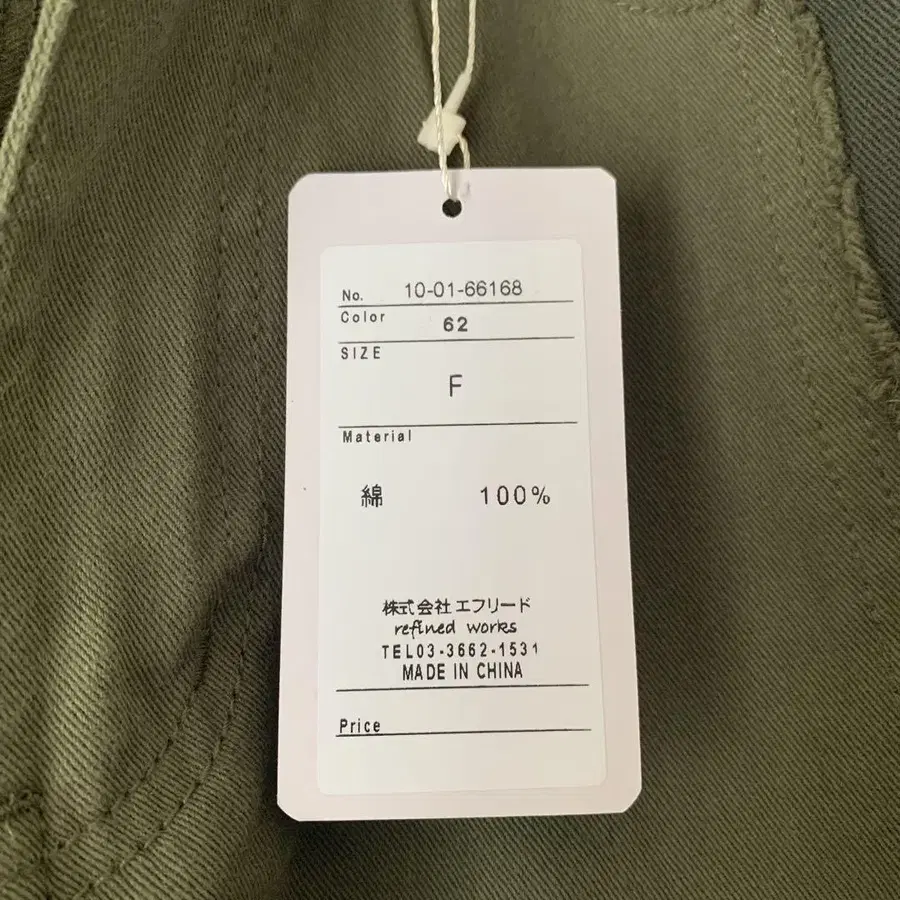 No. 10-01-66168
Color 62
SIZE
F
Material
綿 100%
株式会社エフリード
refined works
TEL03-3662-1531
MADE IN CHINA
Price